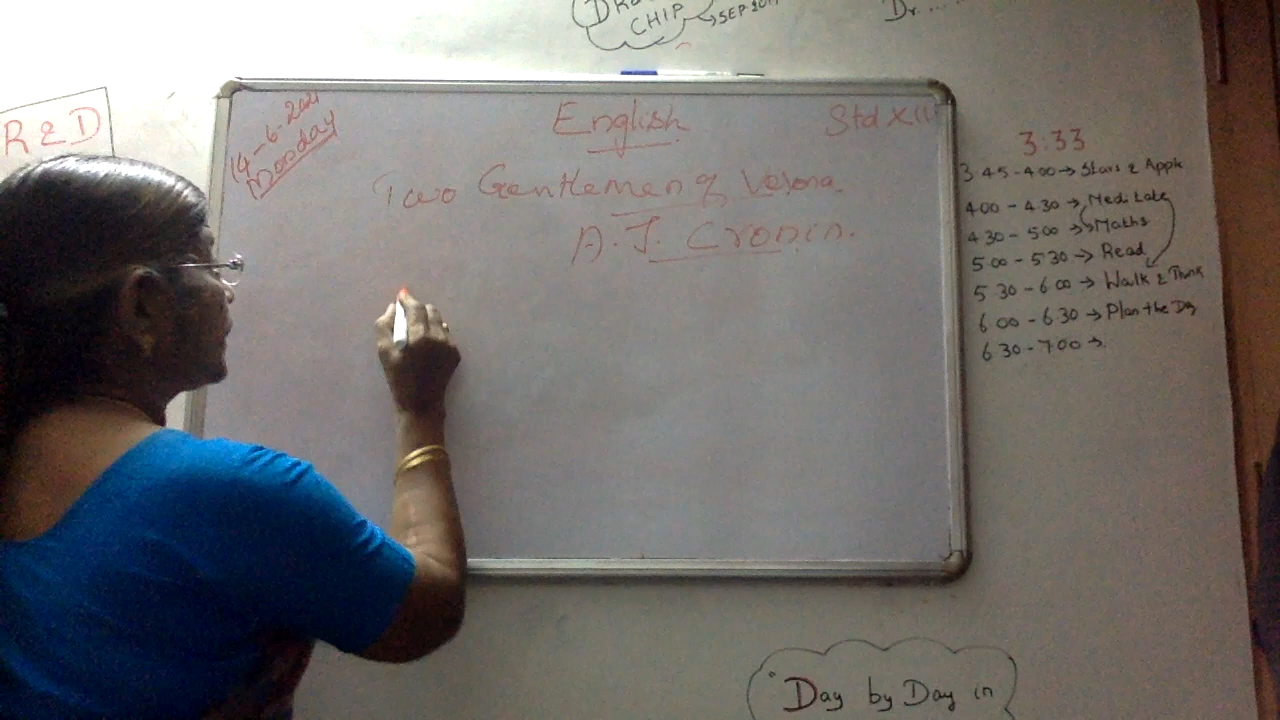 CHIP
SEP 201
Dr....
R & D
14-6-2021
Monday
English
Std XII
Two Gentlemen of Verona.
A. J. Cronin.
3:33
3 45 - 4 00 → Stars & Apple
4 00 - 4 30 → Meditate
4 30 - 5 00 → Maths
5 00 - 5 30 → Read
5 30 - 6 00 → Walk & Think
6 00 - 6 30 → Plan the Day
6 30 - 7 00 →
Day by Day in